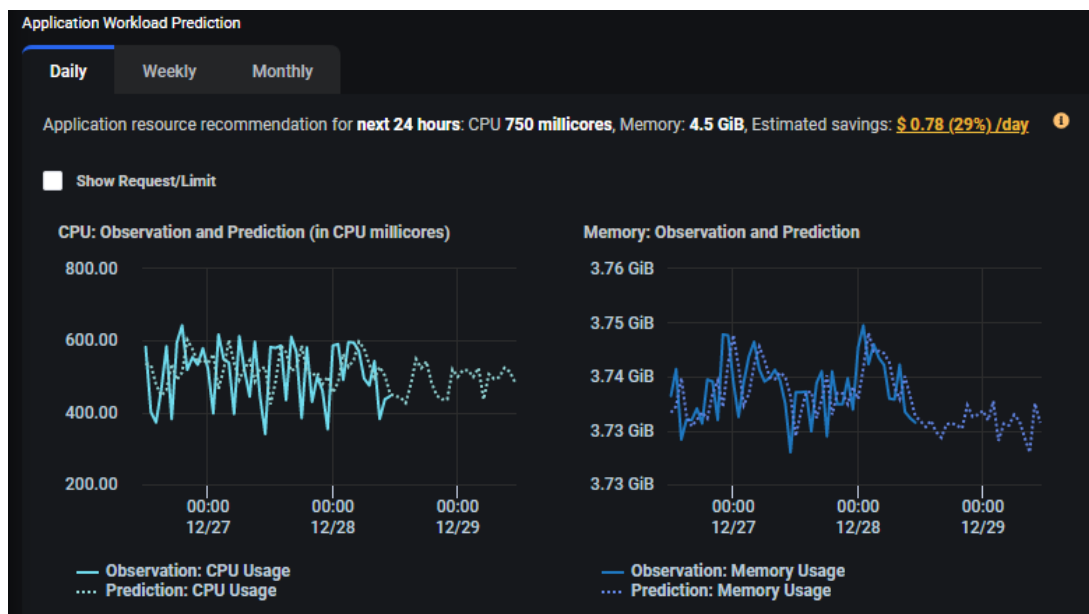 Application Workload Prediction
Daily Weekly Monthly
Application resource recommendation for next 24 hours: CPU 750 millicores, Memory: 4.5 GiB, Estimated savings: $ 0.78 (29%) /day
Show Request/Limit
CPU: Observation and Prediction (in CPU millicores)
800.00
600.00
400.00
200.00
00:00 00:00 00:00
12/27 12/28 12/29
Observation: CPU Usage
Prediction: CPU Usage
Memory: Observation and Prediction
3.76 GiB
3.75 GiB
3.74 GiB
3.73 GiB
3.73 GiB
00:00 00:00 00:00
12/27 12/28 12/29
Observation: Memory Usage
Prediction: Memory Usage